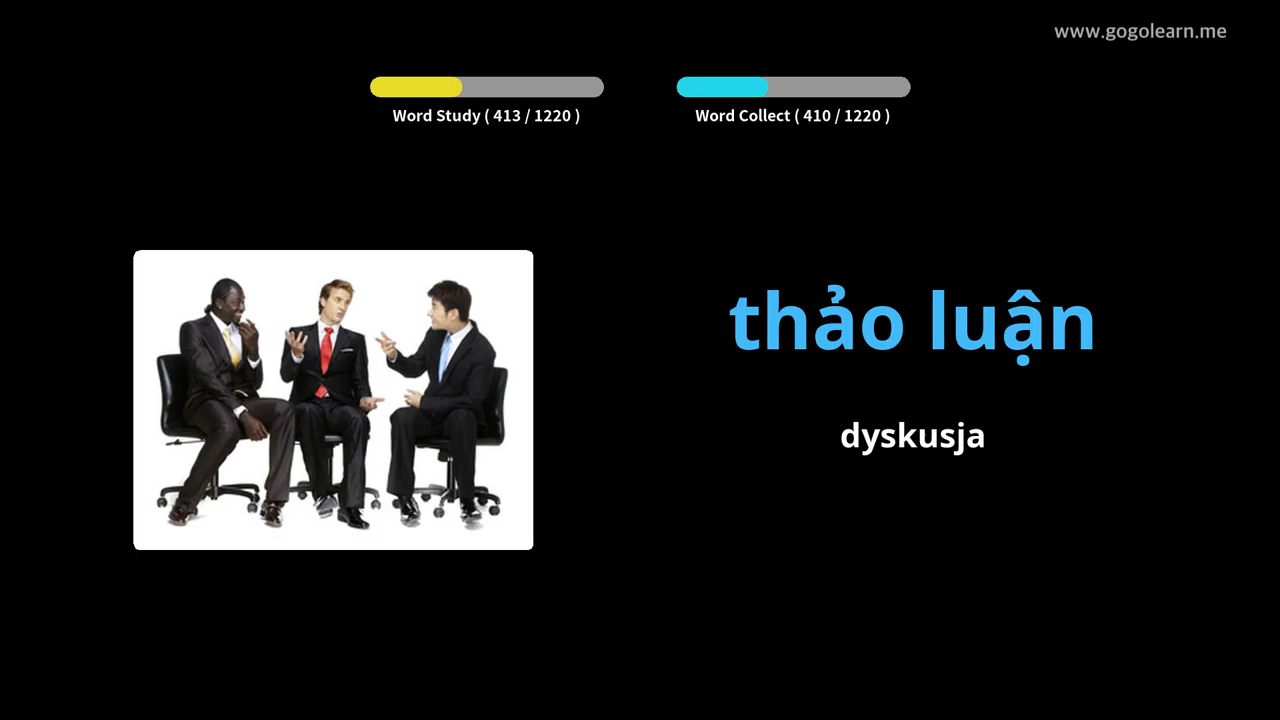 www.gogolearn.me
Word Study ( 413 / 1220 )
Word Collect ( 410 / 1220 )
thảo luận
dyskusja